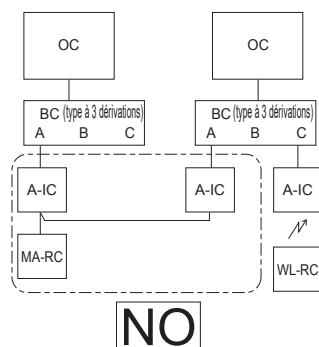 OC OC
BC (type à 3 dérivations) BC (type à 3 dérivations)
A B C A B C
A-IC A-IC A-IC
MA-RC WL-RC
NO